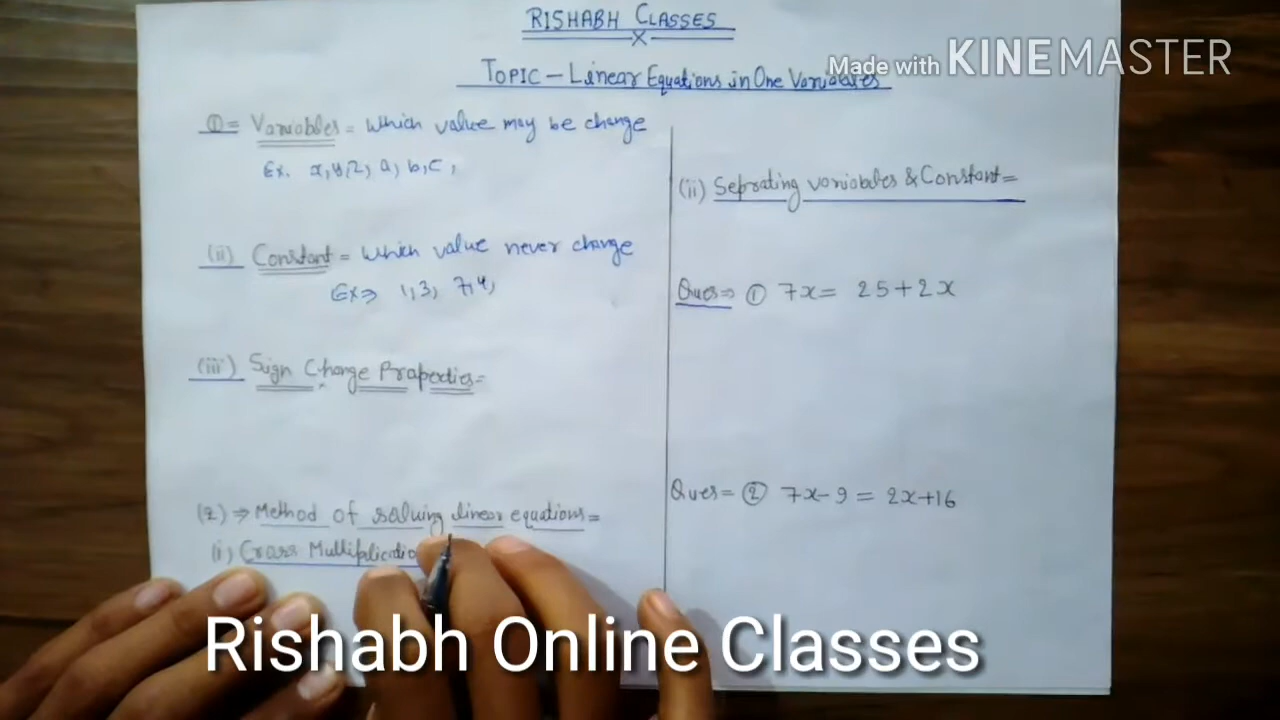 RISHABH CLASSES
X
Made with KINEMASTER
TOPIC - Linear Equations in One Variables
① = Variables = Which value may be change
Ex. x, y, z, a, b, c,
(ii) Constant = Which value never change
Ex ⇒ 1, 3, 7, 4,
(iii) Sign Change Properties =
(2) ⇒ Method of solving linear equations =
(i) Cross Multiplicatio
(ii) Seprating variables & Constant =
Ques ⇒ ① 7x = 25 + 2x
Ques = ② 7x - 9 = 2x + 16
Rishabh Online Classes